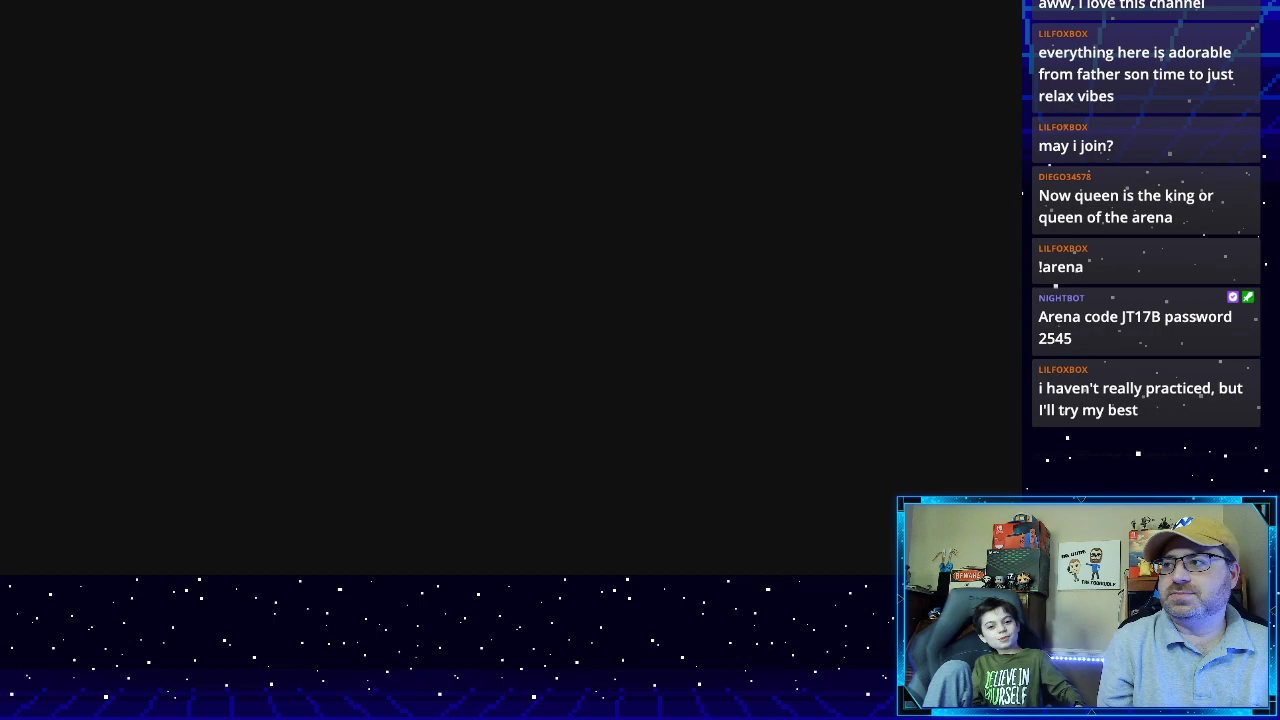 aww, I love this channel
LILFOXBOX
everything here is adorable
from father son time to just
relax vibes
LILFOXBOX
may i join?
DIEGO34578
Now queen is the king or
queen of the arena
LILFOXBOX
!arena
NIGHTBOT
Arena code JT17B password
2545
LILFOXBOX
i haven't really practiced, but
I'll try my best
BEWARE
BELIEVE IN
YOURSELF